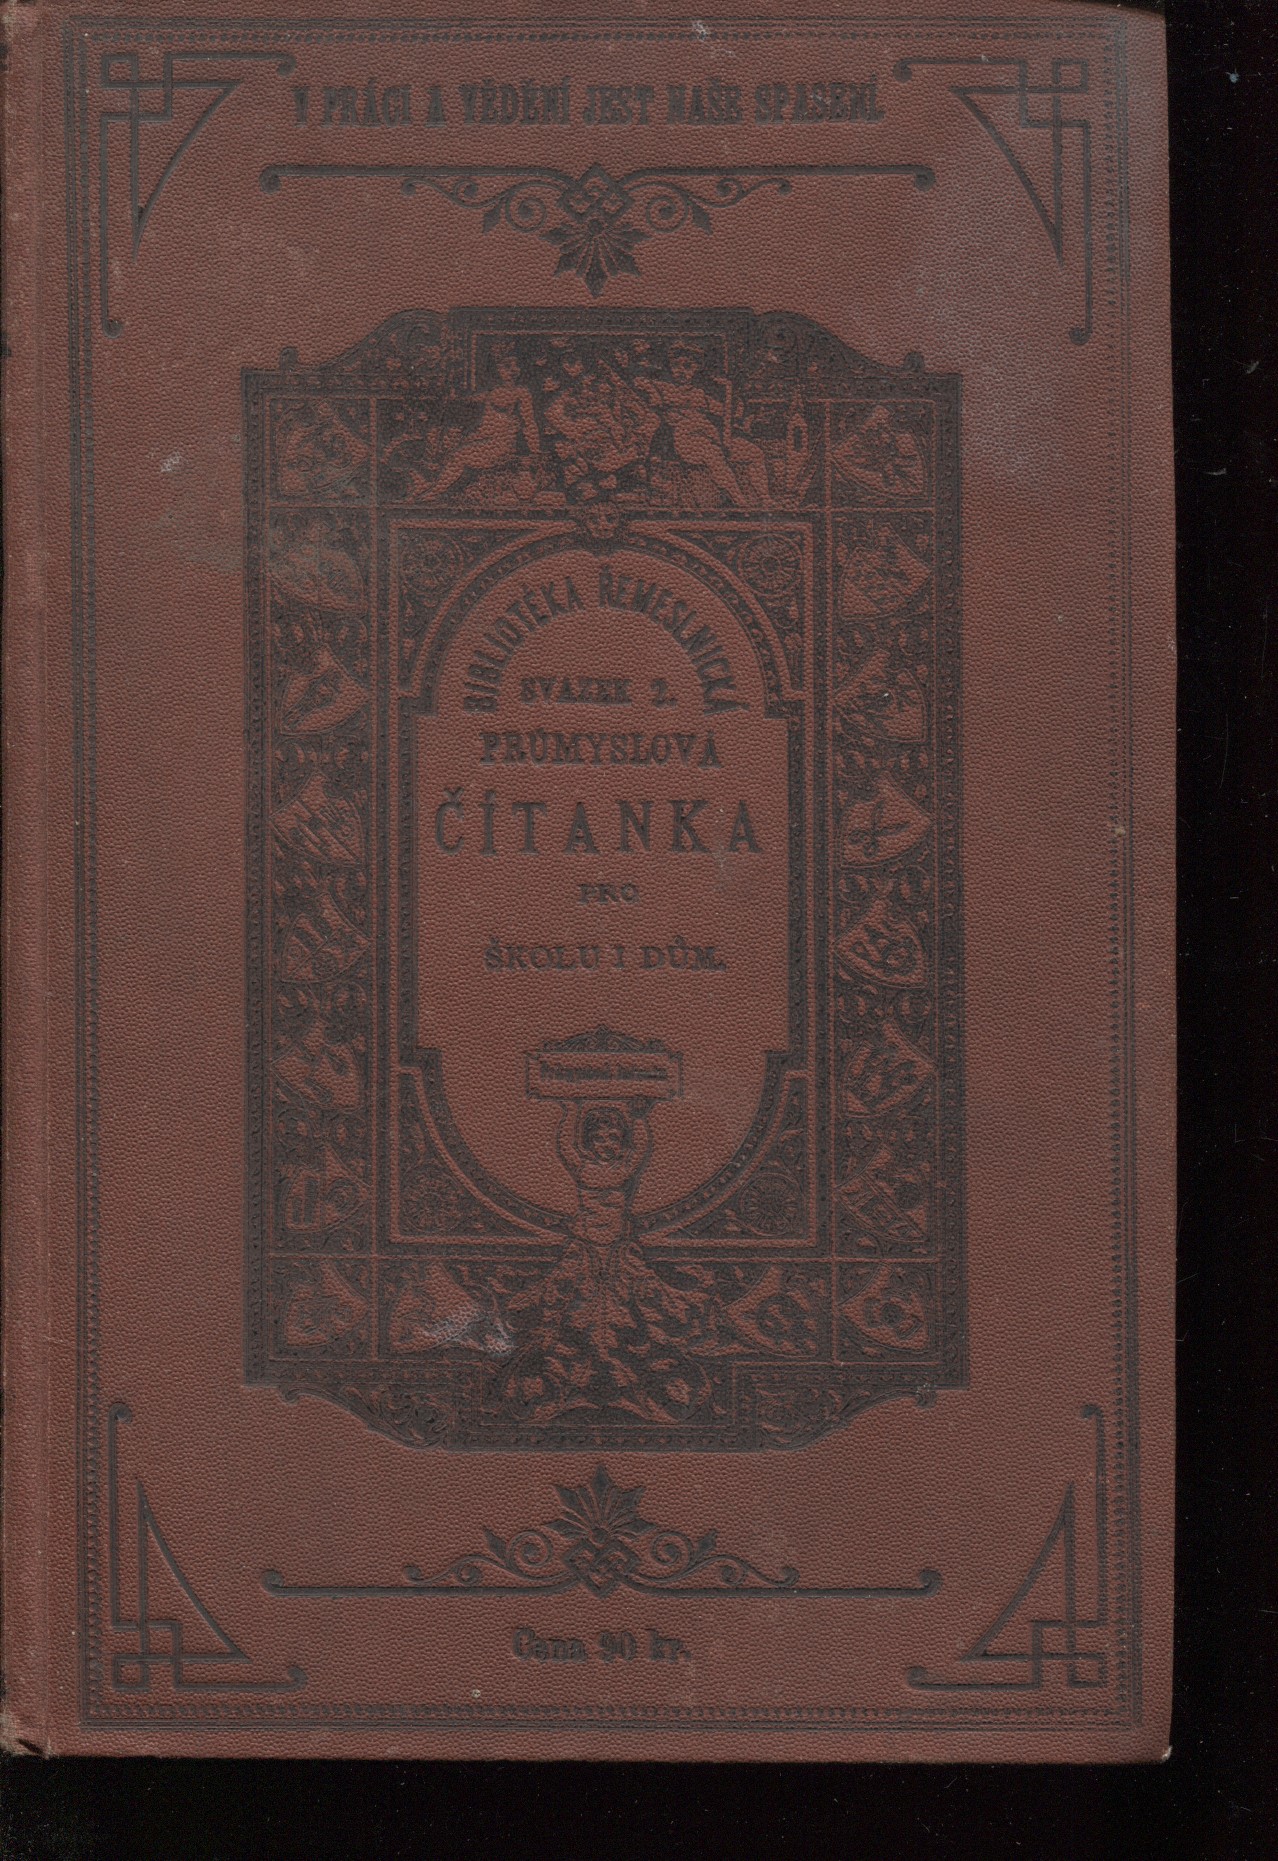 V PRÁCI A VĚDĚNÍ JEST NAŠE SPASENÍ.
BIBLIOTÉKA ŘEMESLNICKÁ
SVAZEK 2.
PRŮMYSLOVÁ
ČÍTANKA
PRO
ŠKOLU I DŮM.
Cena 90 kr.